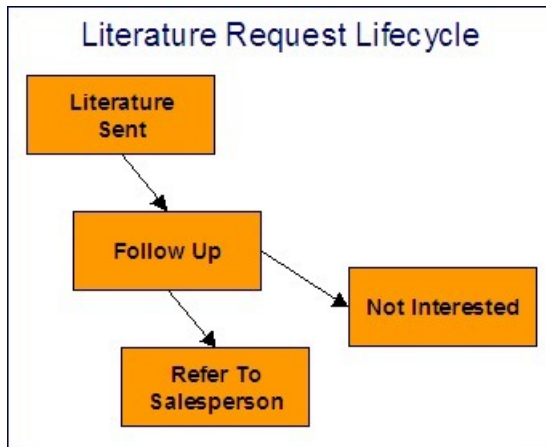 Literature Request Lifecycle
Literature
Sent
Follow Up
Not Interested
Refer To
Salesperson